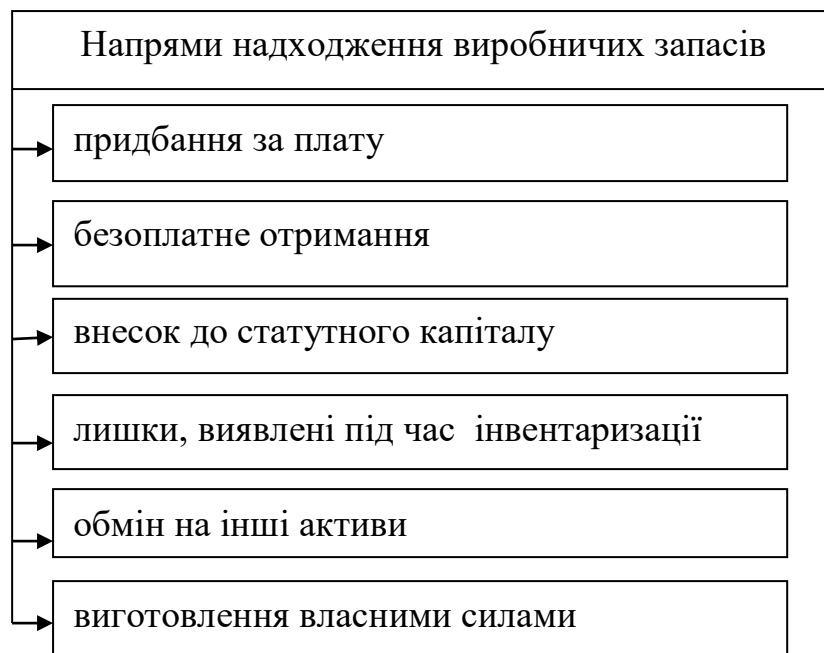 Напрями надходження виробничих запасів
придбання за плату
безоплатне отримання
внесок до статутного капіталу
лишки, виявлені під час інвентаризації
обмін на інші активи
виготовлення власними силами